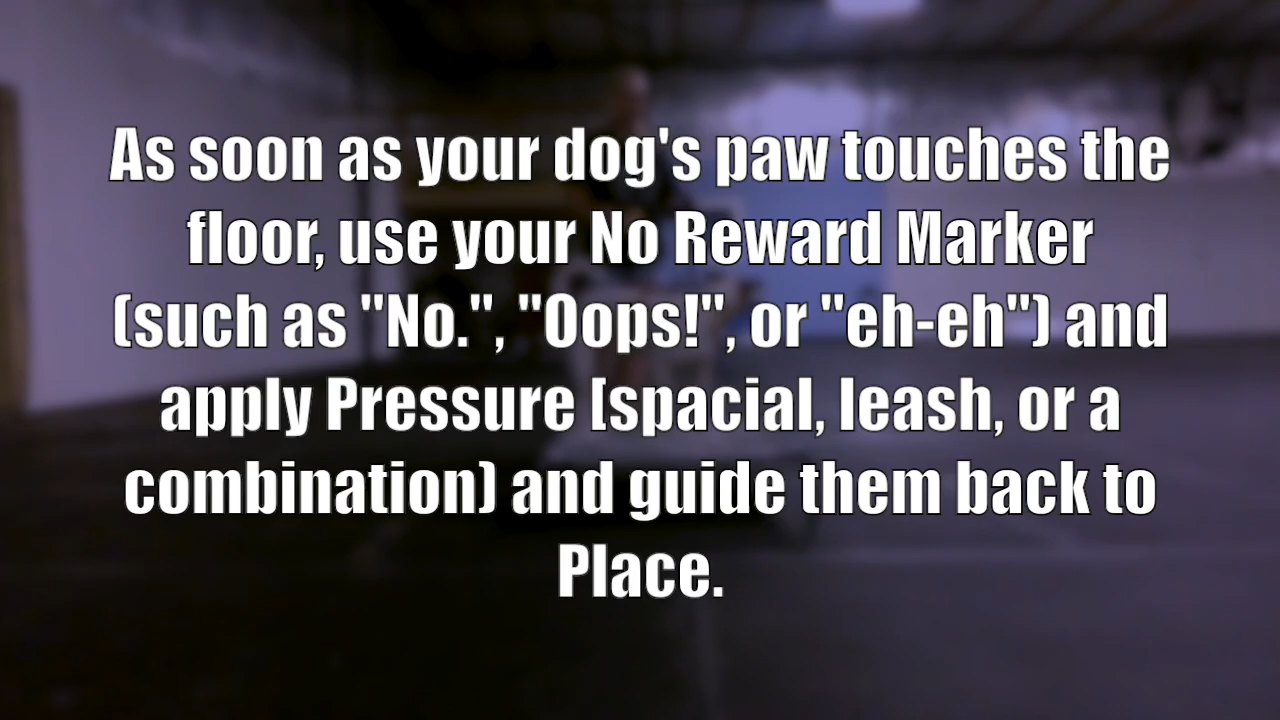 As soon as your dog's paw touches the
floor, use your No Reward Marker
(such as "No.", "Oops!", or "eh-eh") and
apply Pressure (spacial, leash, or a
combination) and guide them back to
Place.